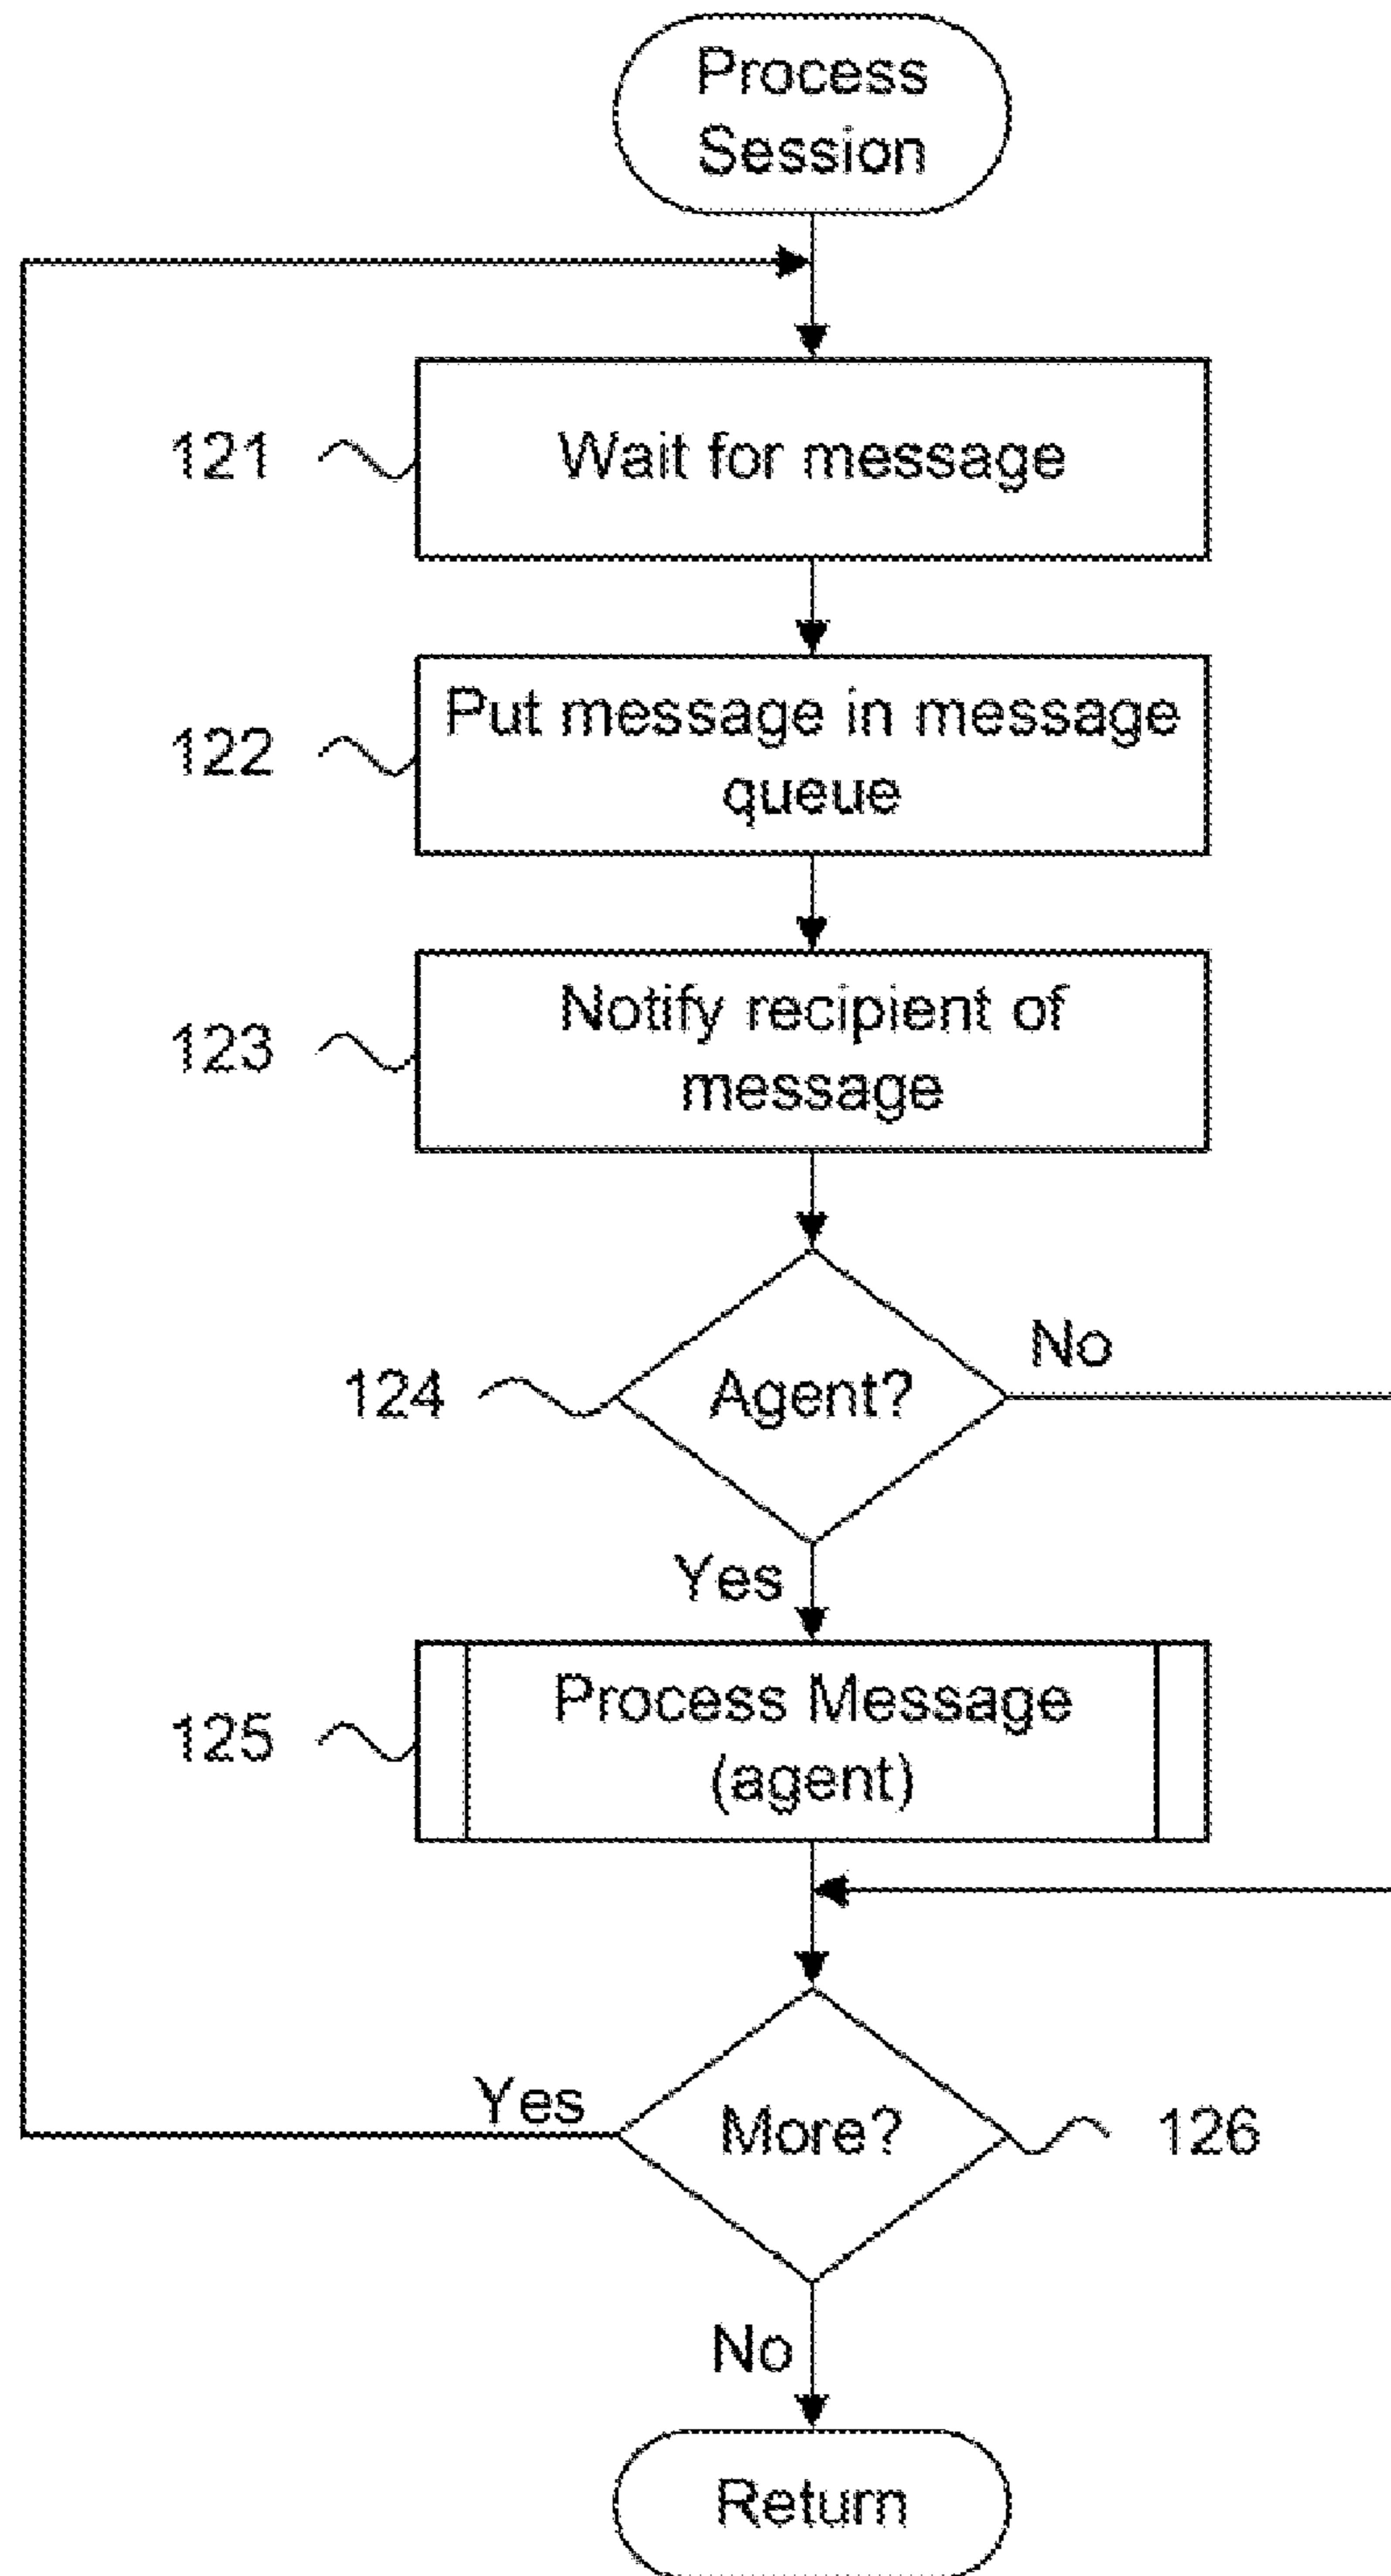 Process
Session
121
Wait for message
122
Put message in message
queue
123
Notify recipient of
message
124
Agent?
No
Yes
125
Process Message
(agent)
Yes
More?
126
No
Return